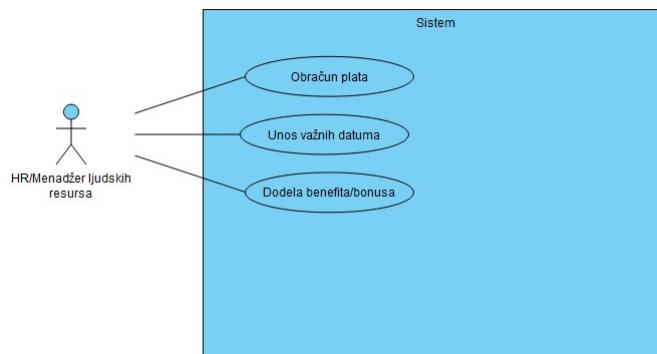 Sistem
Obračun plata
Unos važnih datuma
Dodela benefita/bonusa
HR/Menadžer ljudskih
resursa